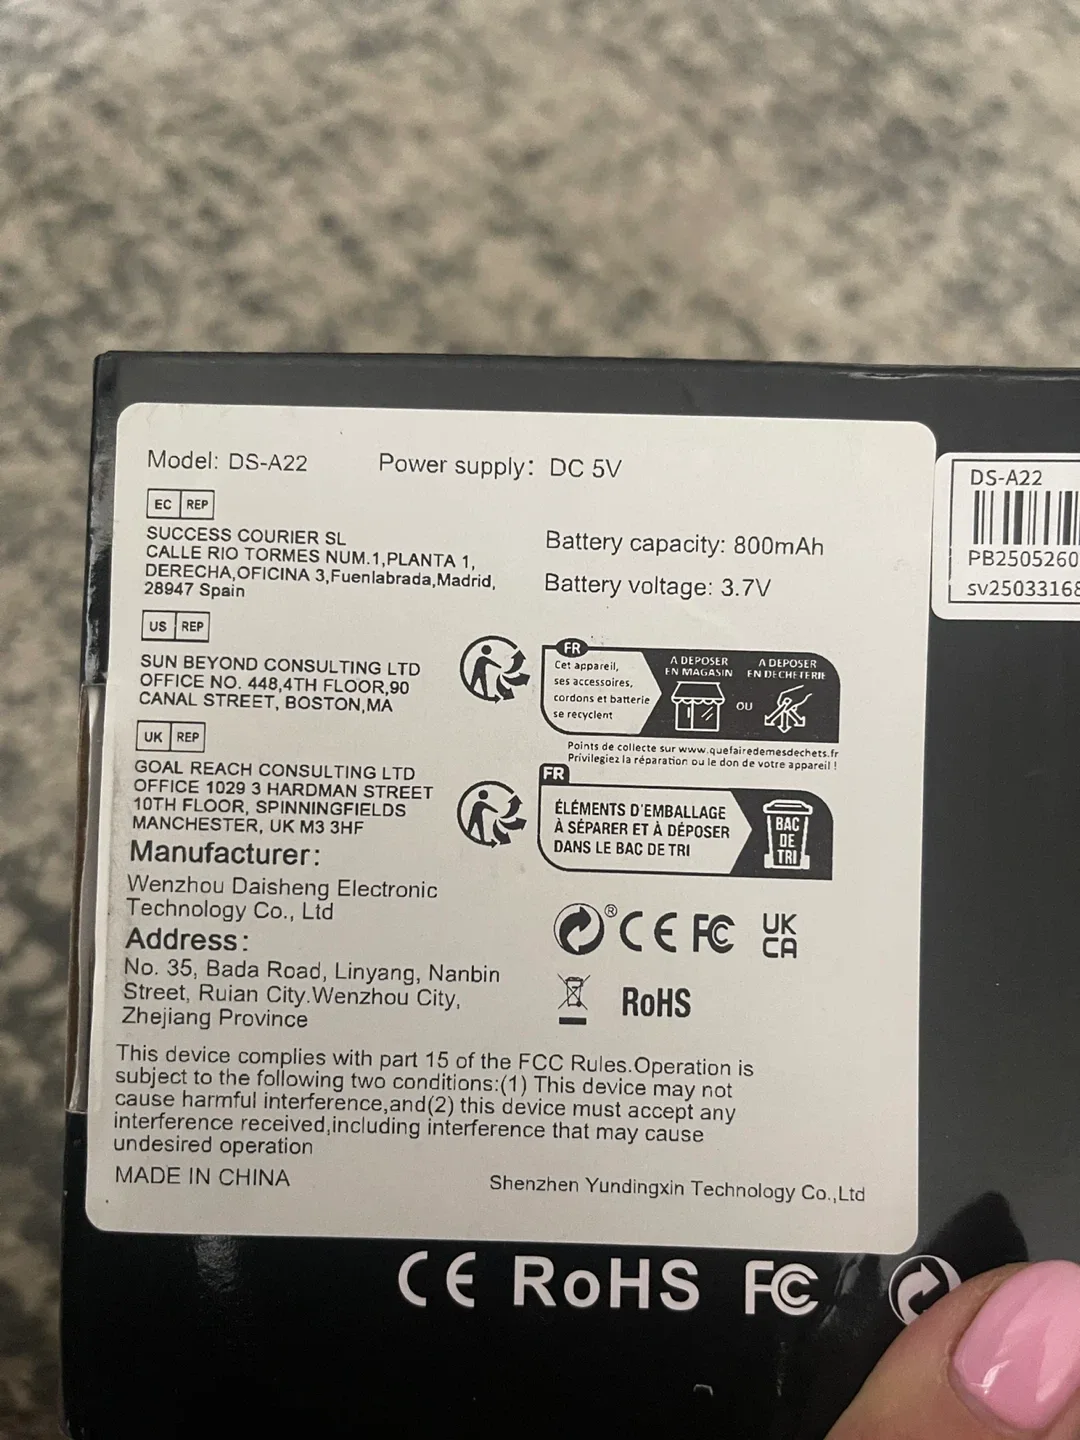 Model: DS-A22
Power supply: DC 5V
EC REP
SUCCESS COURIER SL
CALLE RIO TORMES NUM.1,PLANTA 1,
DERECHA,OFICINA 3,Fuenlabrada,Madrid,
28947 Spain
Battery capacity: 800mAh
Battery voltage: 3.7V
US REP
SUN BEYOND CONSULTING LTD
OFFICE NO. 448,4TH FLOOR,90
CANAL STREET, BOSTON,MA
UK REP
GOAL REACH CONSULTING LTD
OFFICE 1029 3 HARDMAN STREET
10TH FLOOR, SPINNINGFIELDS
MANCHESTER, UK M3 3HF
FR
Cet appareil,
ses accessoires,
cordons et batterie
se recyclent
A DEPOSER
EN MAGASIN
OU
A DEPOSER
EN DECHETERIE
Points de collecte sur www.quefairedemesdechets.fr
Privilegiez la réparation ou le don de votre appareil !
FR
ÉLÉMENTS D'EMBALLAGE
À SÉPARER ET À DÉPOSER
DANS LE BAC DE TRI
BAC
DE
TRI
Manufacturer:
Wenzhou Daisheng Electronic
Technology Co., Ltd
Address:
No. 35, Bada Road, Linyang, Nanbin
Street, Ruian City.Wenzhou City,
Zhejiang Province
® CE FC UK
CA
RoHS
This device complies with part 15 of the FCC Rules.Operation is
subject to the following two conditions:(1) This device may not
cause harmful interference,and(2) this device must accept any
interference received,including interference that may cause
undesired operation
MADE IN CHINA
Shenzhen Yundingxin Technology Co.,Ltd
CE RoHS FC
DS-A22
PB2505260
sv25033168